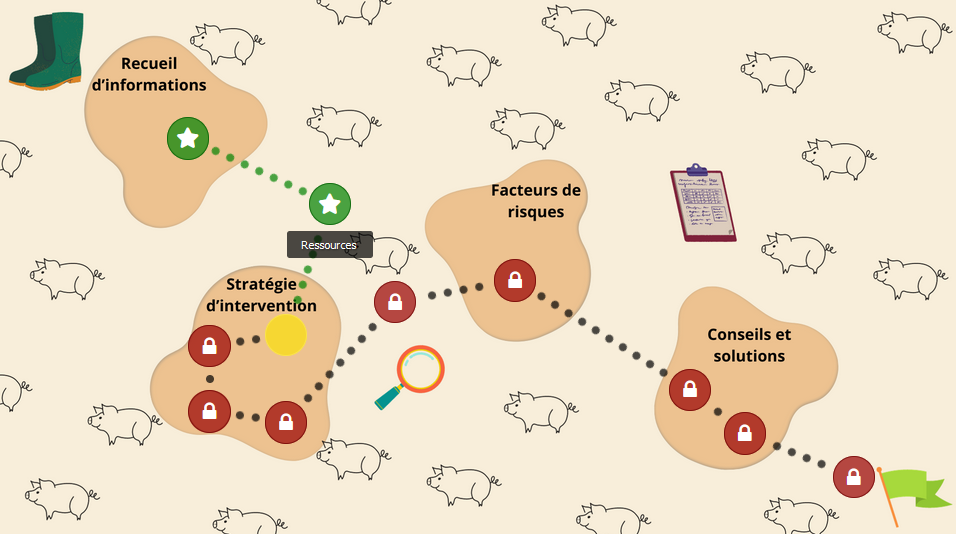 Recueil
d'informations
Ressources
Facteurs de
risques
Stratégie
d'intervention
Conseils et
solutions